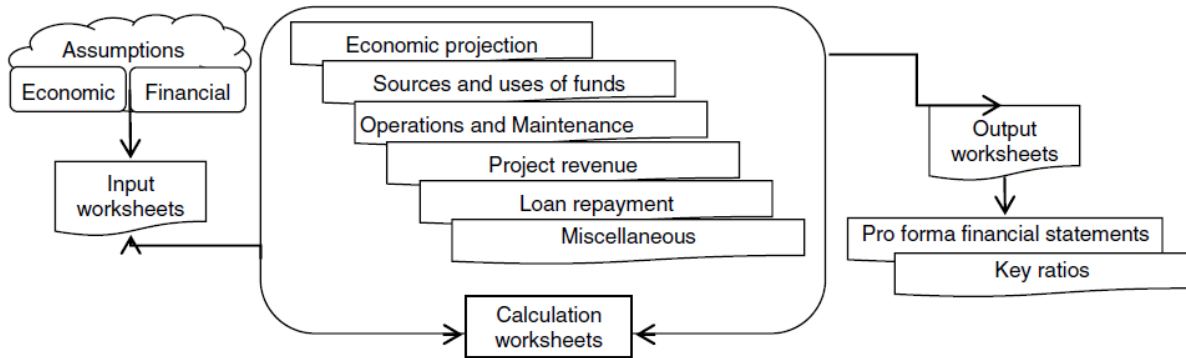 Assumptions
Economic
Financial
Input
worksheets
Economic projection
Sources and uses of funds
Operations and Maintenance
Project revenue
Loan repayment
Miscellaneous
Calculation
worksheets
Output
worksheets
Pro forma financial statements
Key ratios